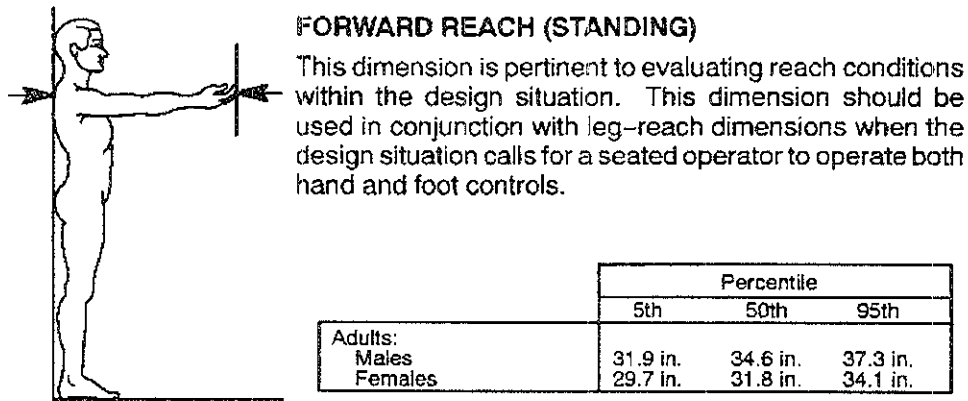 FORWARD REACH (STANDING)
This dimension is pertinent to evaluating reach conditions
within the design situation. This dimension should be
used in conjunction with leg–reach dimensions when the
design situation calls for a seated operator to operate both
hand and foot controls.
Percentile
5th 50th 95th
Adults:
Males 31.9 in. 34.6 in. 37.3 in.
Females 29.7 in. 31.8 in. 34.1 in.